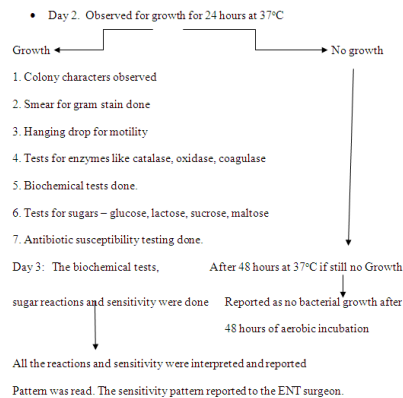 • Day 2. Observed for growth for 24 hours at 37°C
Growth No growth
1. Colony characters observed
2. Smear for gram stain done
3. Hanging drop for motility
4. Tests for enzymes like catalase, oxidase, coagulase
5. Biochemical tests done.
6. Tests for sugars – glucose, lactose, sucrose, maltose
7. Antibiotic susceptibility testing done.
Day 3: The biochemical tests, After 48 hours at 37°C if still no Growth
sugar reactions and sensitivity were done Reported as no bacterial growth after
48 hours of aerobic incubation
All the reactions and sensitivity were interpreted and reported
Pattern was read. The sensitivity pattern reported to the ENT surgeon.